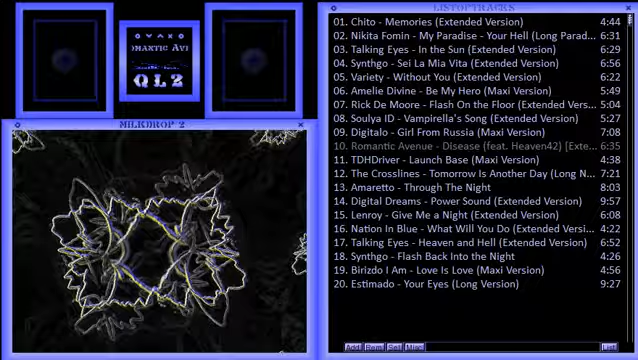 LISTOFTRACKS
01. Chito - Memories (Extended Version) 4:44
02. Nikita Fomin - My Paradise - Your Hell (Long Parad... 6:31
03. Talking Eyes - In the Sun (Extended Version) 6:29
04. Synthgo - Sei La Mia Vita (Extended Version) 6:56
05. Variety - Without You (Extended Version) 6:22
06. Amelie Divine - Be My Hero (Maxi Version) 5:49
07. Rick De Moore - Flash On the Floor (Extended Vers... 5:04
08. Soulya ID - Vampirella's Song (Extended Version) 5:27
09. Digitalo - Girl From Russia (Maxi Version) 7:08
10. Romantic Avenue - Disease (feat. Heaven42) [Exte... 6:35
11. TDHDriver - Launch Base (Maxi Version) 4:38
12. The Crosslines - Tomorrow Is Another Day (Long N... 7:21
13. Amaretto - Through The Night 8:03
14. Digital Dreams - Power Sound (Extended Version) 9:57
15. Lenroy - Give Me a Night (Extended Version) 6:08
16. Nation In Blue - What Will You Do (Extended Versi... 4:22
17. Talking Eyes - Heaven and Hell (Extended Version) 6:52
18. Synthgo - Flash Back Into the Night 4:26
19. Birizdo I Am - Love Is Love (Maxi Version) 4:56
20. Estimado - Your Eyes (Long Version) 9:27
Add Rem Sel Misc List
OMANTIC AVE
QL2
MILKDROP 2